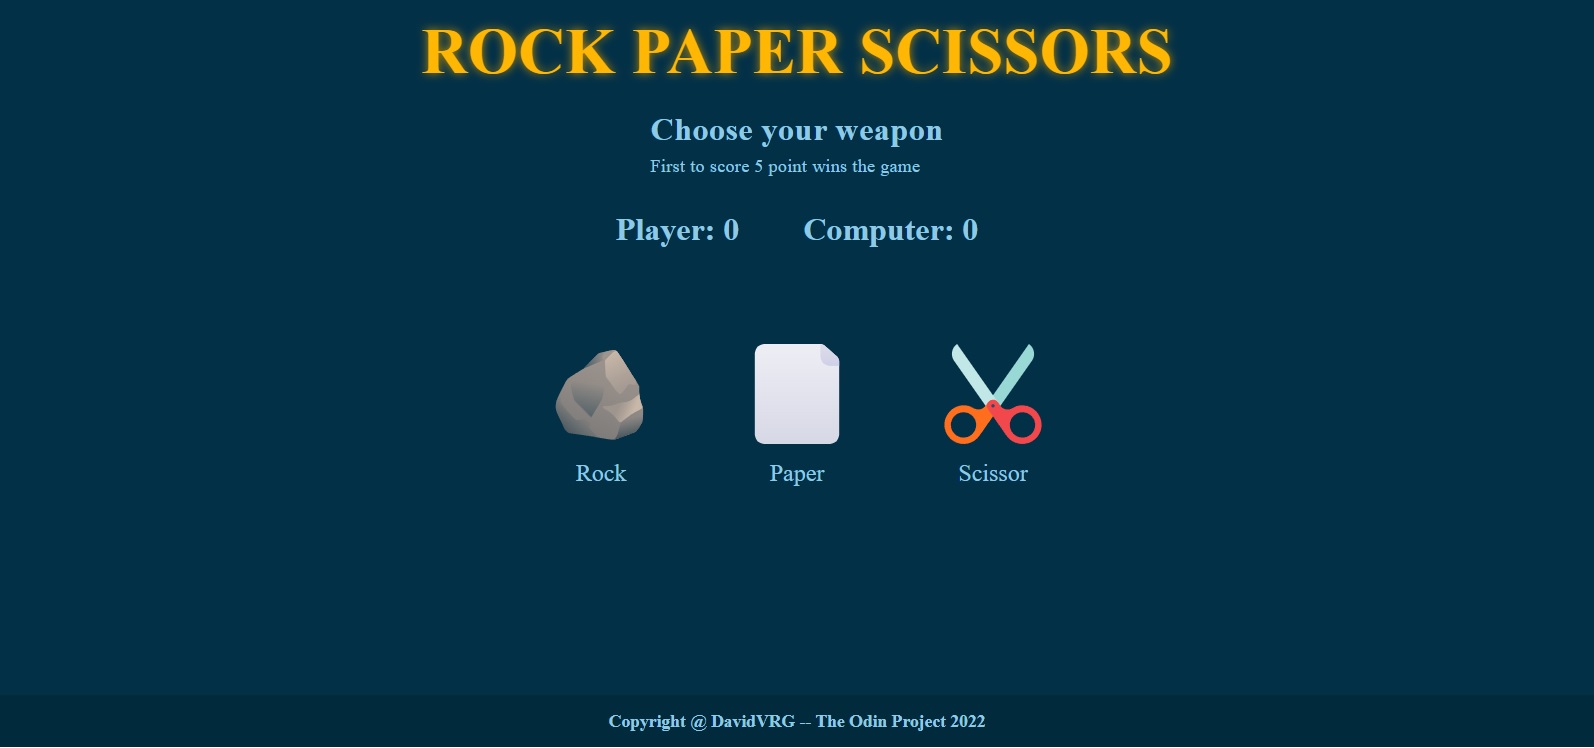 ROCK PAPER SCISSORS
Choose your weapon
First to score 5 point wins the game
Player: 0 Computer: 0
Rock Paper Scissor
Copyright @ DavidVRG -- The Odin Project 2022